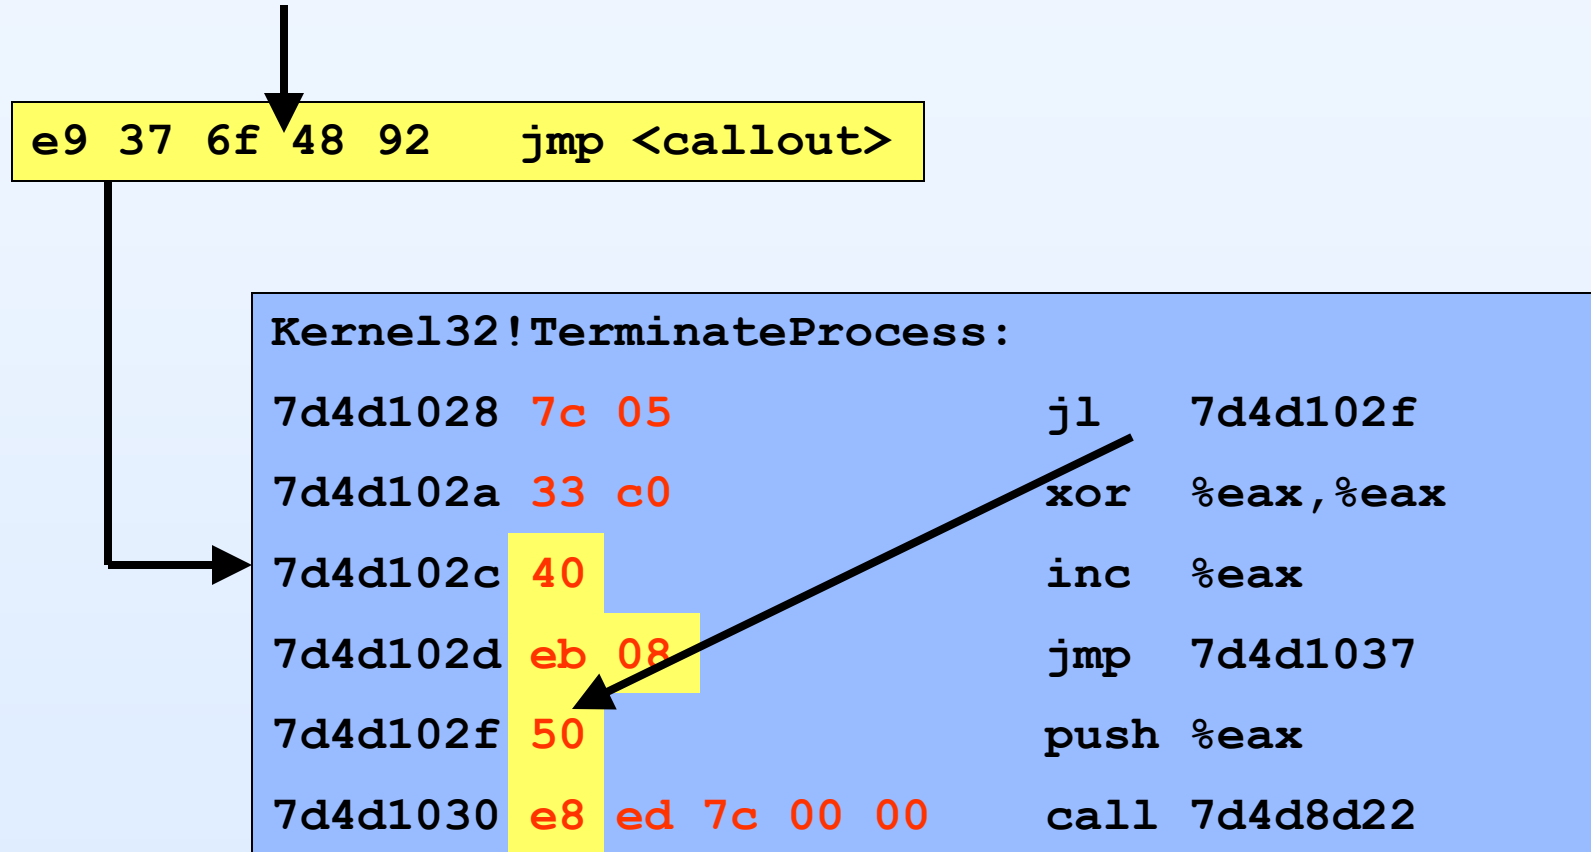 e9 37 6f 48 92 jmp <callout>
Kernel32!TerminateProcess:
7d4d1028 7c 05 jl 7d4d102f
7d4d102a 33 c0 xor %eax,%eax
7d4d102c 40 inc %eax
7d4d102d eb 08 jmp 7d4d1037
7d4d102f 50 push %eax
7d4d1030 e8 ed 7c 00 00 call 7d4d8d22